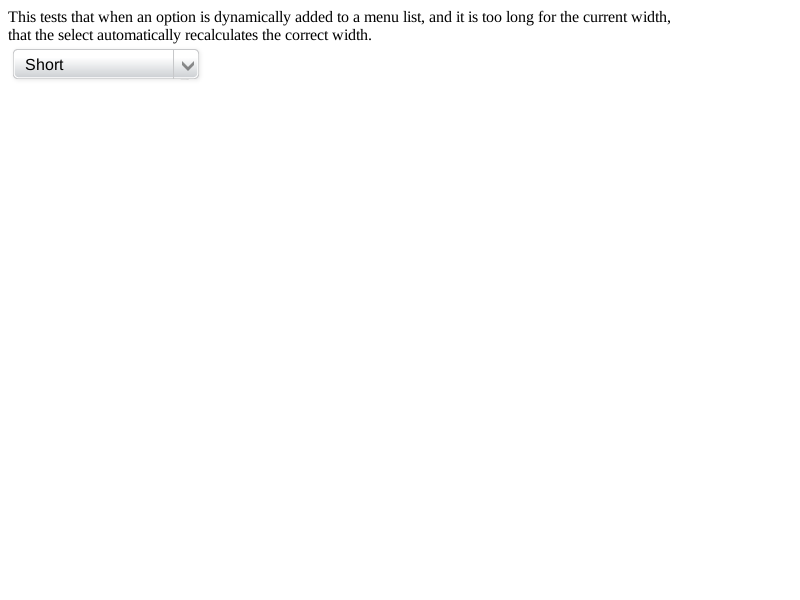 This tests that when an option is dynamically added to a menu list, and it is too long for the current width,
that the select automatically recalculates the correct width.
Short